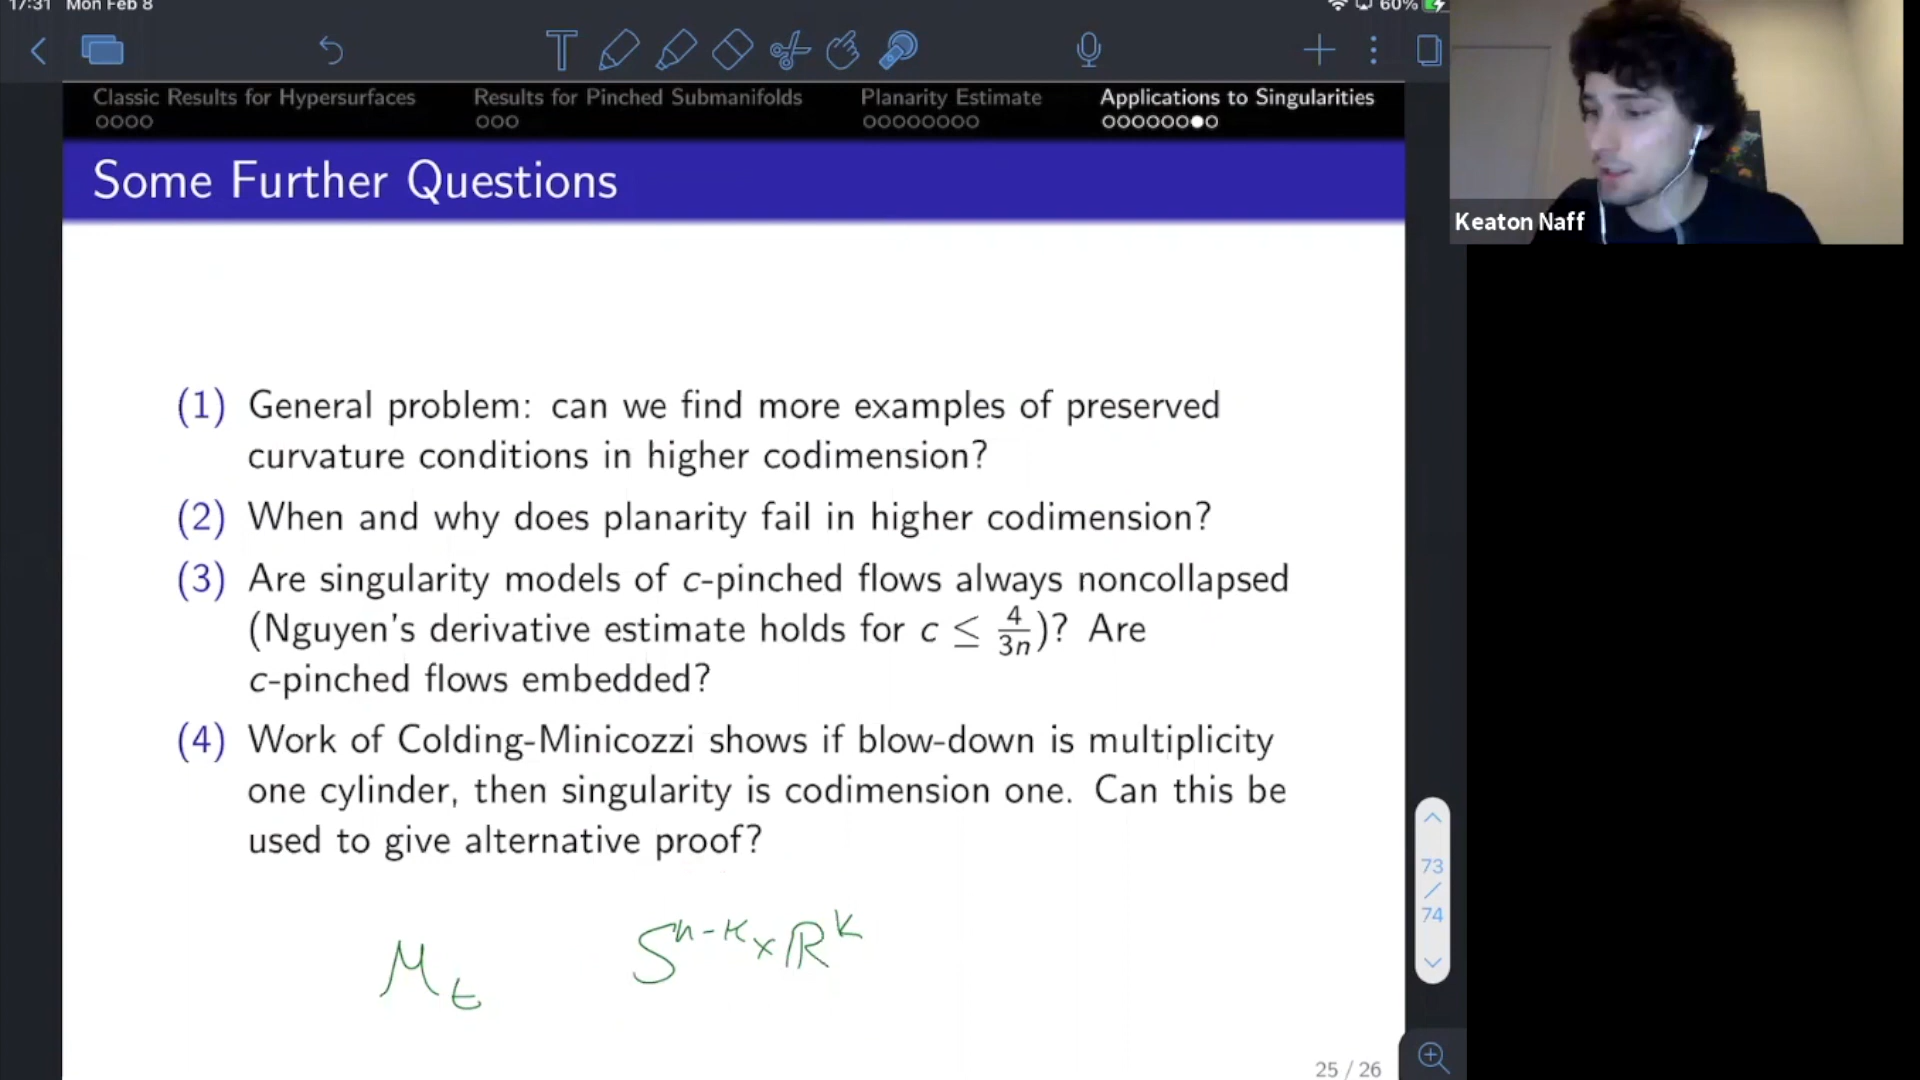 17:31 Mon Feb 8
60%
Classic Results for Hypersurfaces
Results for Pinched Submanifolds
Planarity Estimate
Applications to Singularities
Some Further Questions
Keaton Naff
(1) General problem: can we find more examples of preserved
curvature conditions in higher codimension?
(2) When and why does planarity fail in higher codimension?
(3) Are singularity models of c-pinched flows always noncollapsed
(Nguyen's derivative estimate holds for c ≤ 4/3n)? Are
c-pinched flows embedded?
(4) Work of Colding-Minicozzi shows if blow-down is multiplicity
one cylinder, then singularity is codimension one. Can this be
used to give alternative proof?
M_t S^{n-k} × ℝ^k
73
/
74
25 / 26